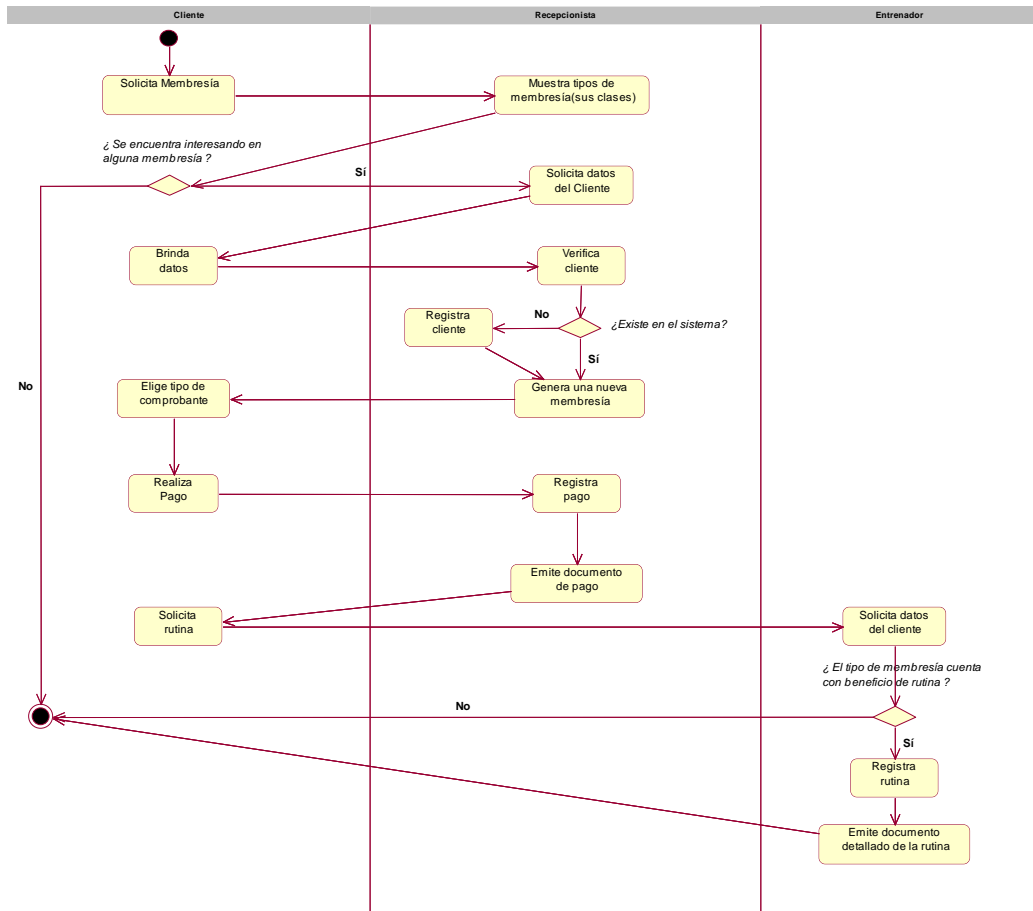 Cliente
Recepcionista
Entrenador
Solicita Membresía
Muestra tipos de
membresía(sus clases)
¿ Se encuentra interesando en
alguna membresía ?
Sí
Solicita datos
del Cliente
Brinda
datos
Verifica
cliente
Registra
cliente
No
¿Existe en el sistema?
Sí
No
Elige tipo de
comprobante
Genera una nueva
membresía
Realiza
Pago
Registra
pago
Emite documento
de pago
Solicita
rutina
Solicita datos
del cliente
¿ El tipo de membresía cuenta
con beneficio de rutina ?
No
Sí
Registra
rutina
Emite documento
detallado de la rutina